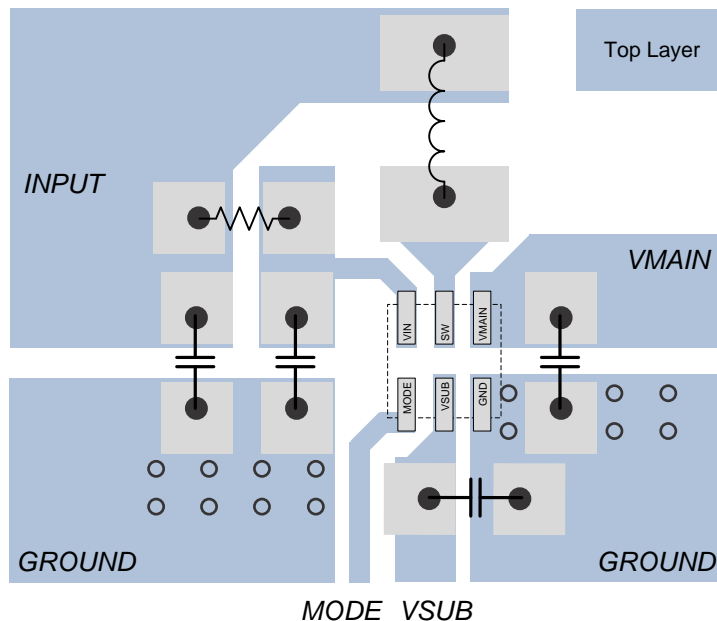 Top Layer
INPUT
VMAIN
VIN
SW
VMAIN
MODE
VSUB
GND
GROUND
GROUND
MODE VSUB